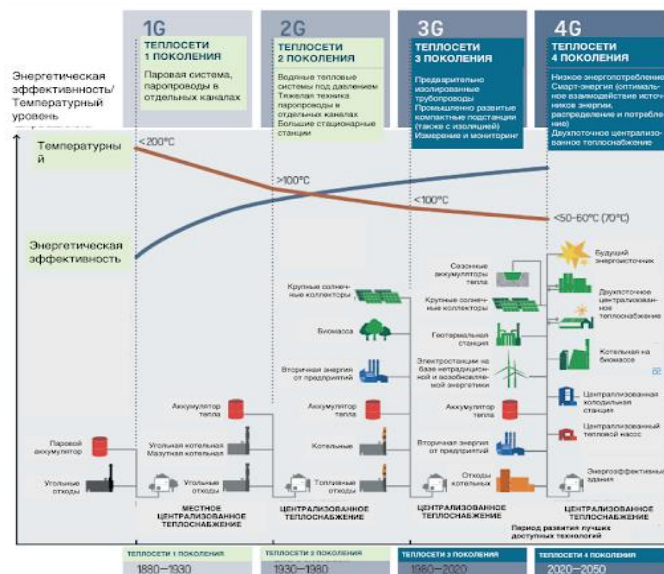 1G
ТЕПЛОСЕТИ
1 ПОКОЛЕНИЯ
Паровая система,
паропроводы в
отдельных каналах
2G
ТЕПЛОСЕТИ
2 ПОКОЛЕНИЯ
Водяные тепловые
системы под давлением
Тяжелая техника
паропроводы в
отдельных каналах
Большие стационарные
станции
3G
ТЕПЛОСЕТИ
3 ПОКОЛЕНИЯ
Предварительно
изолированные
трубопроводы
Промышленно развитые
компактные подстанции
(также с изоляцией)
Измерение и мониторинг
4G
ТЕПЛОСЕТИ
4 ПОКОЛЕНИЯ
Низкое энергопотребление
Смарт-энергия (оптималь-
ное взаимодействие источ-
ников энергии,
распределение и потребле-
ние)
Двухпоточное централизо-
ванное теплоснабжение
Энергетическая
эффективнность/
Температурный
уровень
Температурны
й
Энергетическая
эффективность
<200°C
>100°C
<100°C
<50-60°C (70°C)
Паровой
аккумулятор
Угольные
отходы
Аккумулятор
тепла
Угольная котельная
Мазутная котельная
Угольные
отходы
Крупные солнеч-
ные коллекторы
Биомасса
Вторичная энергия
от предприятий
Аккумулятор
тепла
Котельные
Топливные
отходы
Сезонные
аккумуляторы
тепла
Крупные солнеч-
ные коллекторы
Геотермальная
станция
Электростанции на
базе нетрадицион-
ной и возобновля-
емой энергетики
Аккумулятор
тепла
Вторичная энергия
от предприятий
Отходы
котельных
Будущий
энергоисточник
Двухпоточное
централизован-
ное
теплоснабжение
Котельная на
биомассе
Централлизованная
холодильная
станция
Централлизованный
тепловой насос
Энергоэффективные
здания
МЕСТНОЕ
ЦЕНТРАЛИЗОВАННОЕ
ТЕПЛОСНАБЖЕНИЕ
ЦЕНТРАЛИЗОВАННОЕ
ТЕПЛОСНАБЖЕНИЕ
ЦЕНТРАЛИЗОВАННОЕ
ТЕПЛОСНАБЖЕНИЕ
ЦЕНТРАЛИЗОВАННОЕ
ТЕПЛОСНАБЖЕНИЕ
Период развития лучших
доступных технологий
ТЕПЛОСЕТИ 1 ПОКОЛЕНИЯ
1880—1930
ТЕПЛОСЕТИ 2 ПОКОЛЕНИЯ
1930—1980
ТЕПЛОСЕТИ 3 ПОКОЛЕНИЯ
1980—2020
ТЕПЛОСЕТИ 4 ПОКОЛЕНИЯ
2020—2050